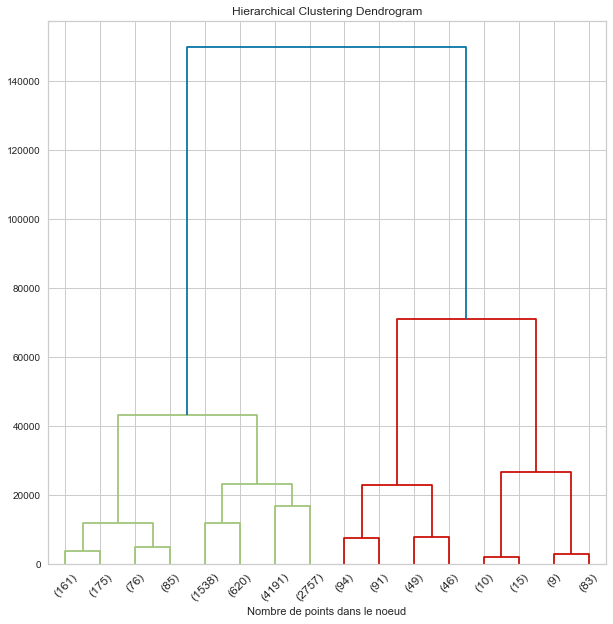 Hierarchical Clustering Dendrogram
140000
120000
100000
80000
60000
40000
20000
0
(161) (175) (76) (85) (1538) (620) (4191) (2757) (94) (91) (49) (46) (10) (15) (9) (83)
Nombre de points dans le noeud